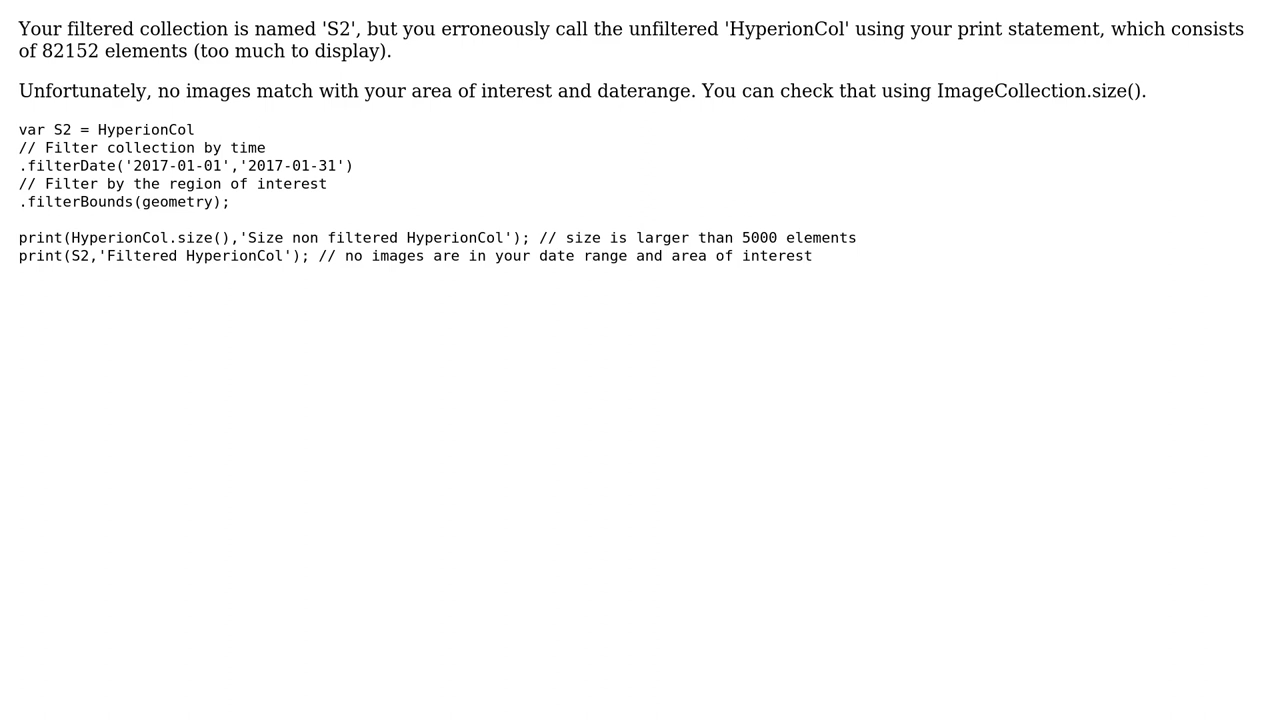 Your filtered collection is named 'S2', but you erroneously call the unfiltered 'HyperionCol' using your print statement, which consists
of 82152 elements (too much to display).
Unfortunately, no images match with your area of interest and daterange. You can check that using ImageCollection.size().
var S2 = HyperionCol
// Filter collection by time
.filterDate('2017-01-01','2017-01-31')
// Filter by the region of interest
.filterBounds(geometry);
print(HyperionCol.size(),'Size non filtered HyperionCol'); // size is larger than 5000 elements
print(S2,'Filtered HyperionCol'); // no images are in your date range and area of interest